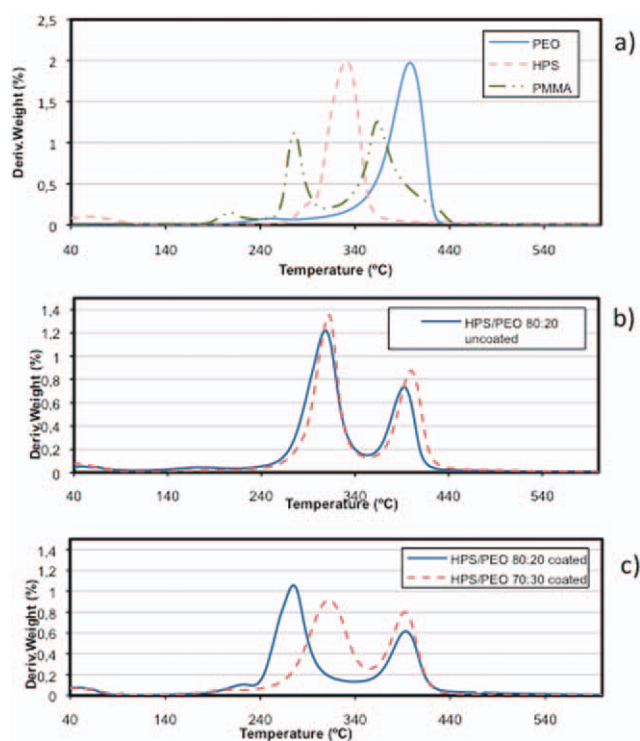 2,5
2
1,5
1
0,5
0
Deriv.Weight (%)
PEO
HPS
PMMA
a)
40 140 240 340 440 540
Temperature (ºC)
1,4
1,2
1
0,8
0,6
0,4
0,2
0
Deriv.Weight (%)
HPS/PEO 80:20
uncoated
b)
40 140 240 340 440 540
Temperature (ºC)
1,4
1,2
1
0,8
0,6
0,4
0,2
0
Deriv.Weight (%)
HPS/PEO 80:20 coated
HPS/PEO 70:30 coated
c)
40 140 240 340 440 540
Temperature (ºC)